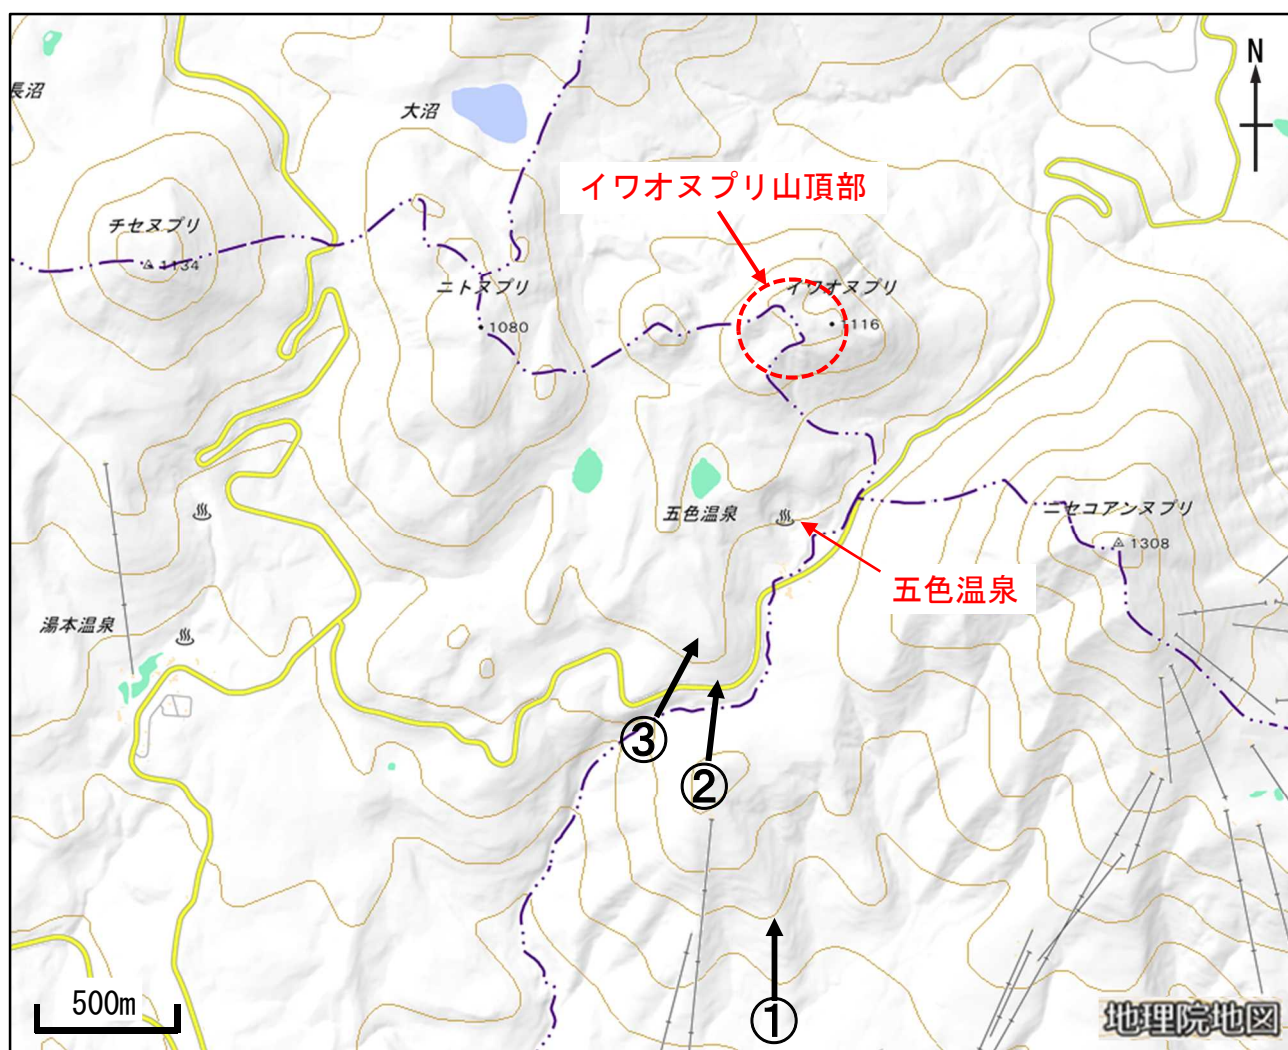 N
長沼
大沼
イワオヌプリ山頂部
チセヌプリ
1134
ニトヌプリ
1080
イワオヌプリ
1116
五色温泉
ニセコアンヌプリ
1308
五色温泉
湯本温泉
③
②
①
500m
地理院地図